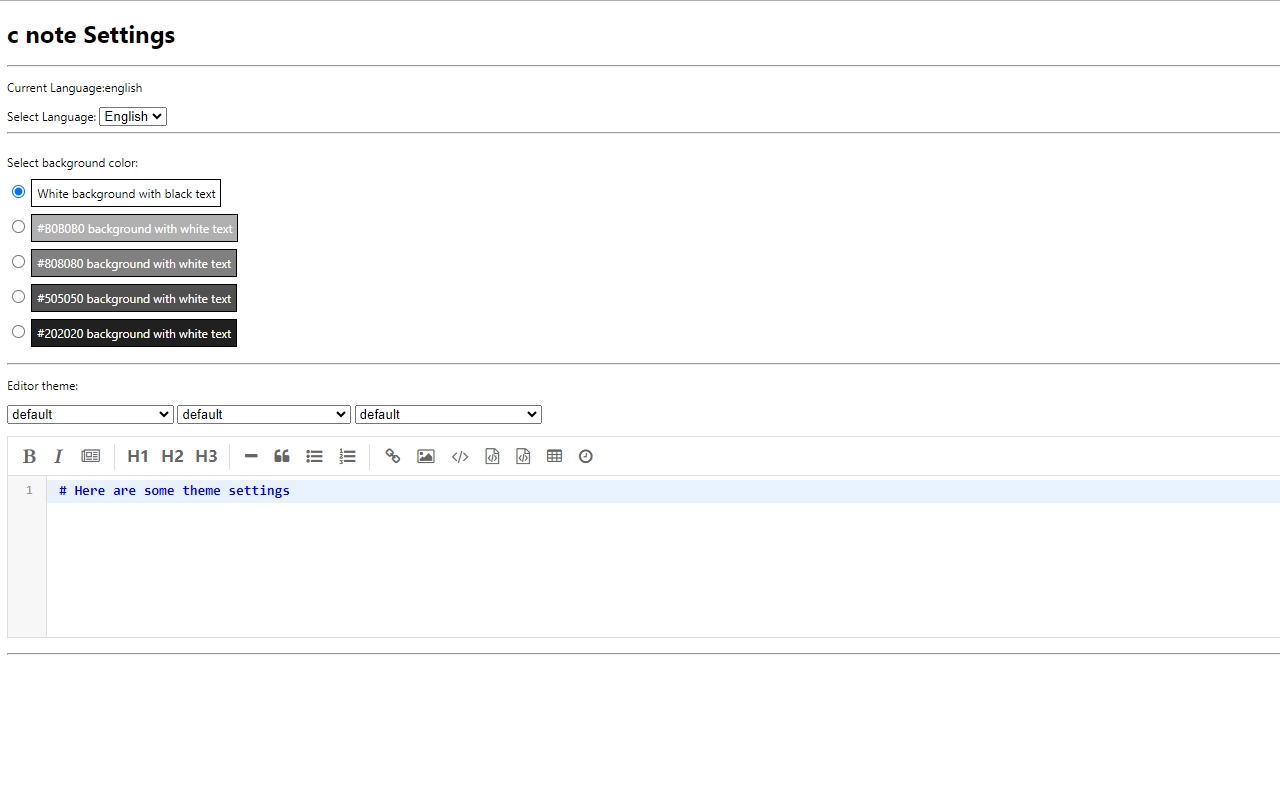 c note Settings
Current Language:english
Select Language: English
Select background color:
White background with black text
#B0B0B0 background with white text
#808080 background with white text
#505050 background with white text
#202020 background with white text
Editor theme:
default default default
B I H1 H2 H3
1 # Here are some theme settings